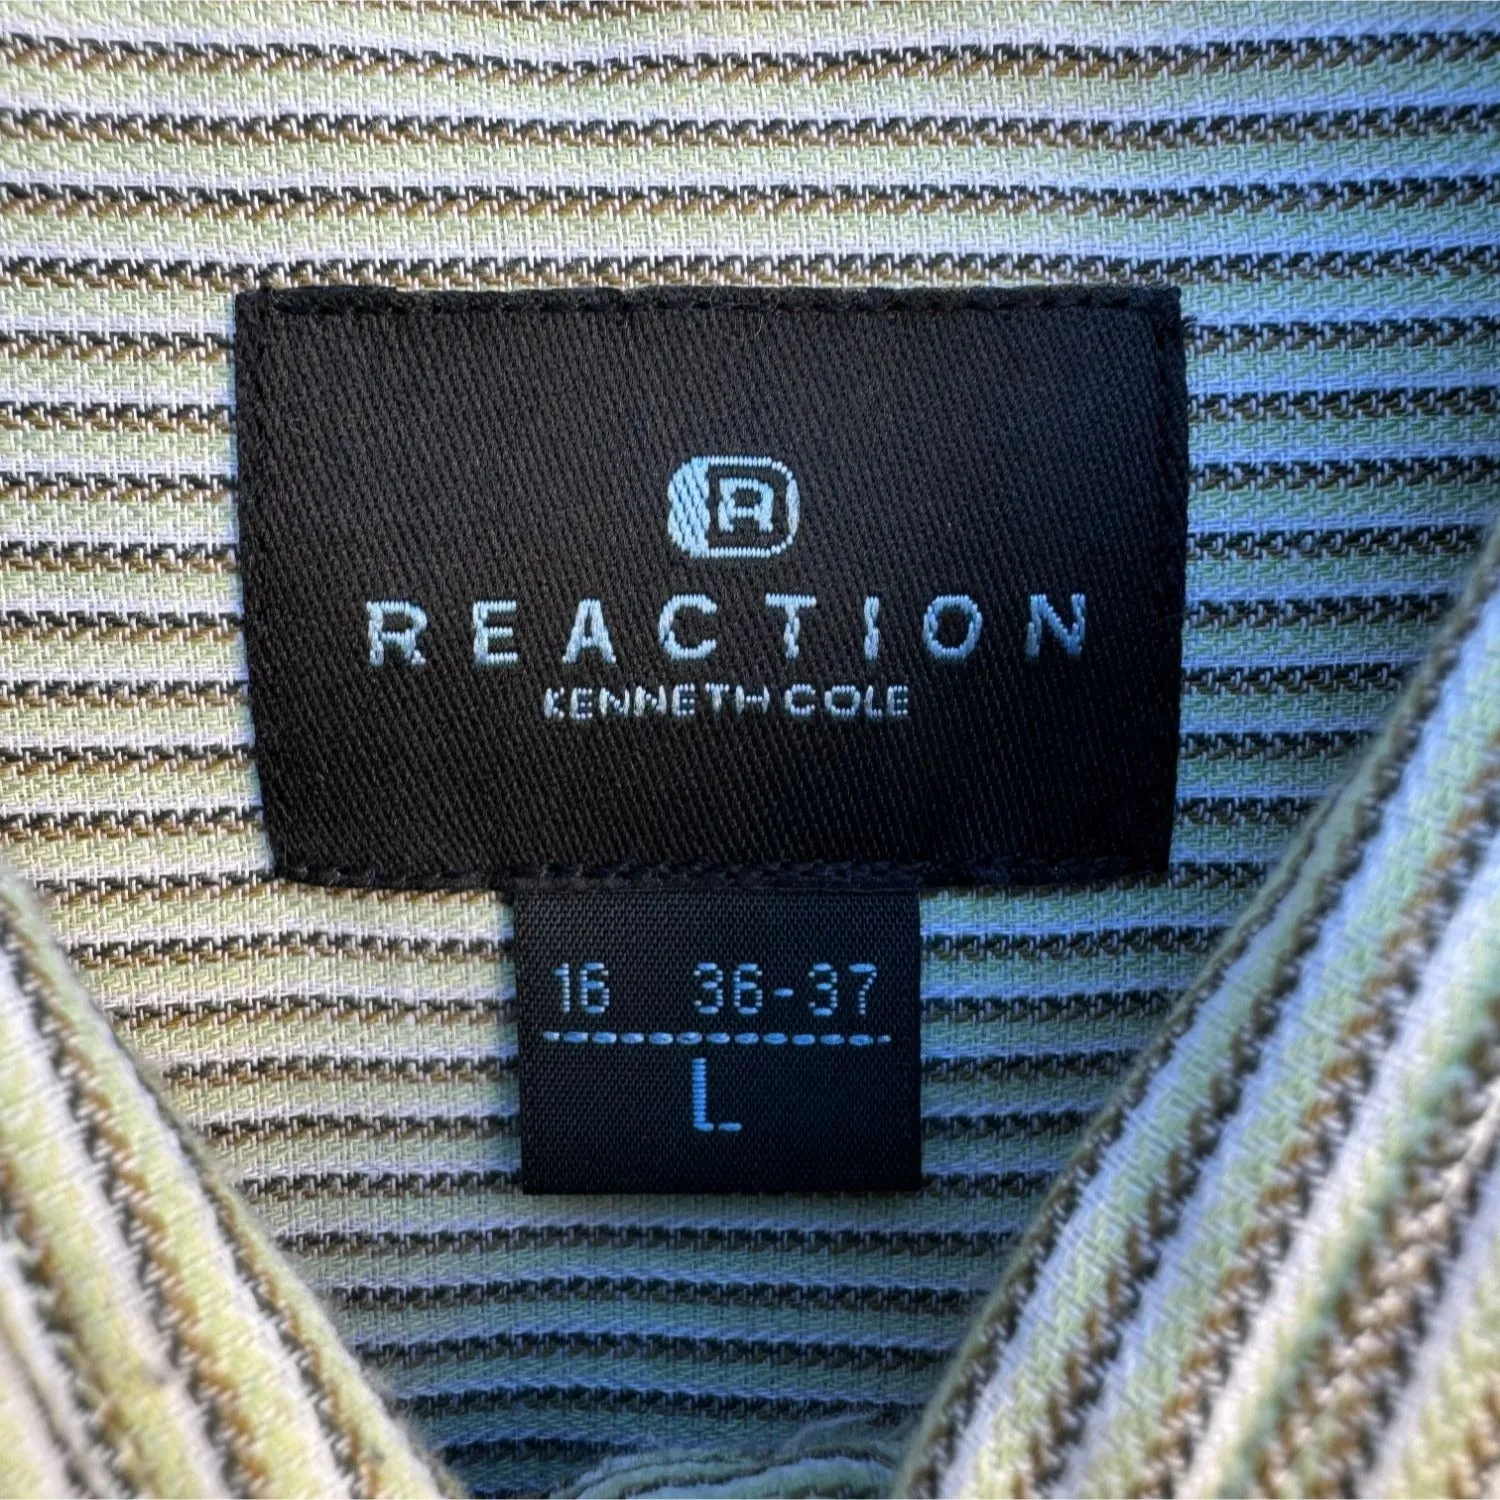 R
REACTION
KENNETH COLE
16 36-37
L